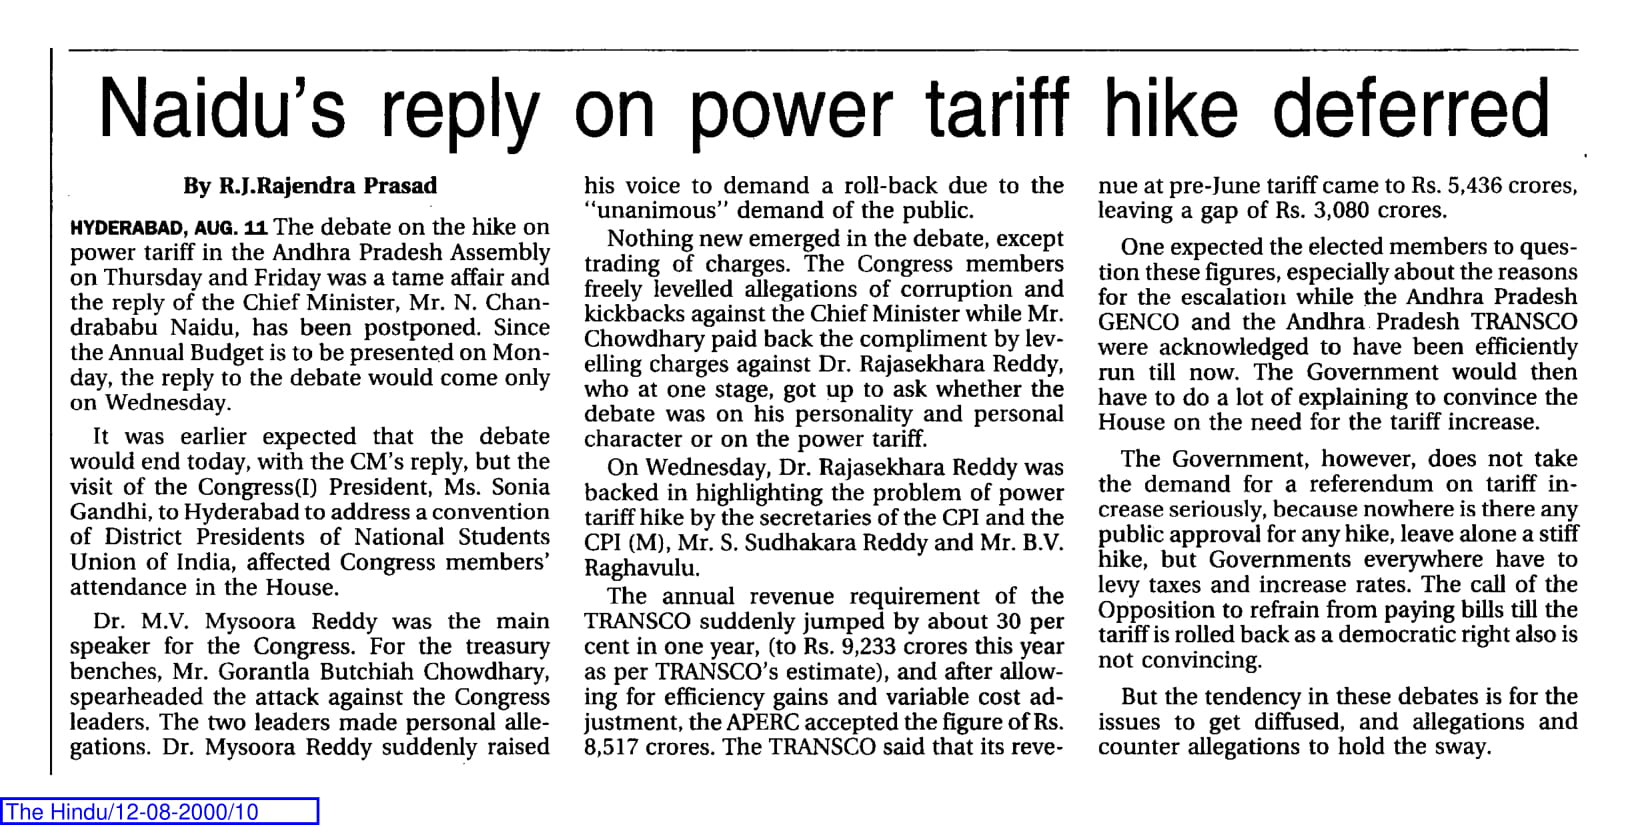 Naidu's reply on power tariff hike deferred
By R.J.Rajendra Prasad
HYDERABAD, AUG. 11 The debate on the hike on
power tariff in the Andhra Pradesh Assembly
on Thursday and Friday was a tame affair and
the reply of the Chief Minister, Mr. N. Chan-
drababu Naidu, has been postponed. Since
the Annual Budget is to be presented on Mon-
day, the reply to the debate would come only
on Wednesday.
It was earlier expected that the debate
would end today, with the CM's reply, but the
visit of the Congress(I) President, Ms. Sonia
Gandhi, to Hyderabad to address a convention
of District Presidents of National Students
Union of India, affected Congress members'
attendance in the House.
Dr. M.V. Mysoora Reddy was the main
speaker for the Congress. For the treasury
benches, Mr. Gorantla Butchiah Chowdhary,
spearheaded the attack against the Congress
leaders. The two leaders made personal alle-
gations. Dr. Mysoora Reddy suddenly raised
his voice to demand a roll-back due to the
"unanimous" demand of the public.
Nothing new emerged in the debate, except
trading of charges. The Congress members
freely levelled allegations of corruption and
kickbacks against the Chief Minister while Mr.
Chowdhary paid back the compliment by lev-
elling charges against Dr. Rajasekhara Reddy,
who at one stage, got up to ask whether the
debate was on his personality and personal
character or on the power tariff.
On Wednesday, Dr. Rajasekhara Reddy was
backed in highlighting the problem of power
tariff hike by the secretaries of the CPI and the
CPI (M), Mr. S. Sudhakara Reddy and Mr. B.V.
Raghavulu.
The annual revenue requirement of the
TRANSCO suddenly jumped by about 30 per
cent in one year, (to Rs. 9,233 crores this year
as per TRANSCO's estimate), and after allow-
ing for efficiency gains and variable cost ad-
justment, the APERC accepted the figure of Rs.
8,517 crores. The TRANSCO said that its reve-
nue at pre-June tariff came to Rs. 5,436 crores,
leaving a gap of Rs. 3,080 crores.
One expected the elected members to ques-
tion these figures, especially about the reasons
for the escalation while the Andhra Pradesh
GENCO and the Andhra Pradesh TRANSCO
were acknowledged to have been efficiently
run till now. The Government would then
have to do a lot of explaining to convince the
House on the need for the tariff increase.
The Government, however, does not take
the demand for a referendum on tariff in-
crease seriously, because nowhere is there any
public approval for any hike, leave alone a stiff
hike, but Governments everywhere have to
levy taxes and increase rates. The call of the
Opposition to refrain from paying bills till the
tariff is rolled back as a democratic right also is
not convincing.
But the tendency in these debates is for the
issues to get diffused, and allegations and
counter allegations to hold the sway.
The Hindu/12-08-2000/10